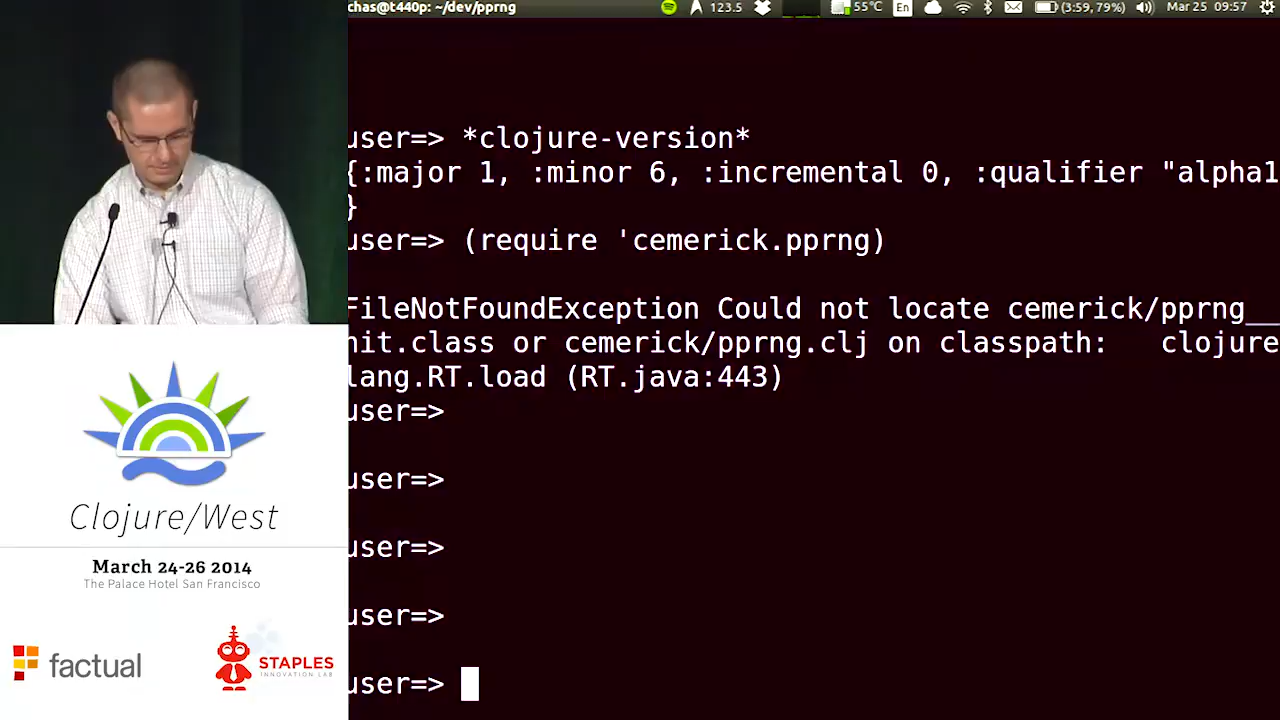 chas@t440p: ~/dev/pprng
123.5
55°C
En
(3:59, 79%)
Mar 25 09:57
user=> *clojure-version*
{:major 1, :minor 6, :incremental 0, :qualifier "alpha1
}
user=> (require 'cemerick.pprng)
FileNotFoundException Could not locate cemerick/pprng__
nit.class or cemerick/pprng.clj on classpath: clojure
lang.RT.load (RT.java:443)
user=>
user=>
user=>
user=>
user=>
Clojure/West
March 24-26 2014
The Palace Hotel San Francisco
factual
STAPLES
INNOVATION LAB